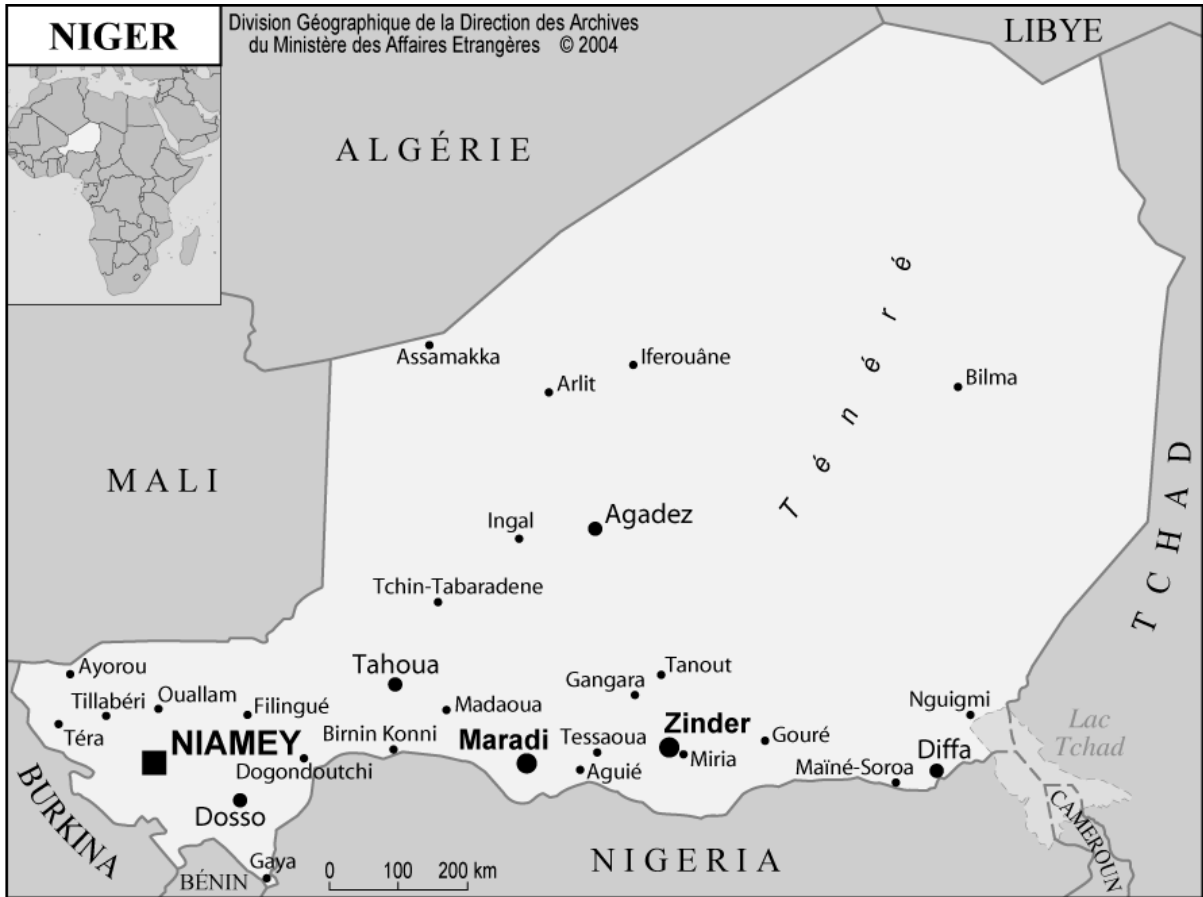 NIGER
Division Géographique de la Direction des Archives
du Ministère des Affaires Etrangères © 2004
LIBYE
ALGÉRIE
Ténéré
Assamakka
Iferouâne
Arlit
Bilma
MALI
TCHAD
Ingal
Agadez
Tchin-Tabaradene
Ayorou
Tahoua
Tanout
Gangara
Tillabéri
Ouallam
Filingué
Madaoua
Nguigmi
Lac
Tchad
Téra
NIAMEY
Birnin Konni
Maradi
Tessaoua
Zinder
Gouré
Miria
Diffa
Dogondoutchi
Aguié
Maïné-Soroa
BURKINA
Dosso
CAMEROUN
Gaya
BÉNIN
0 100 200 km
NIGERIA